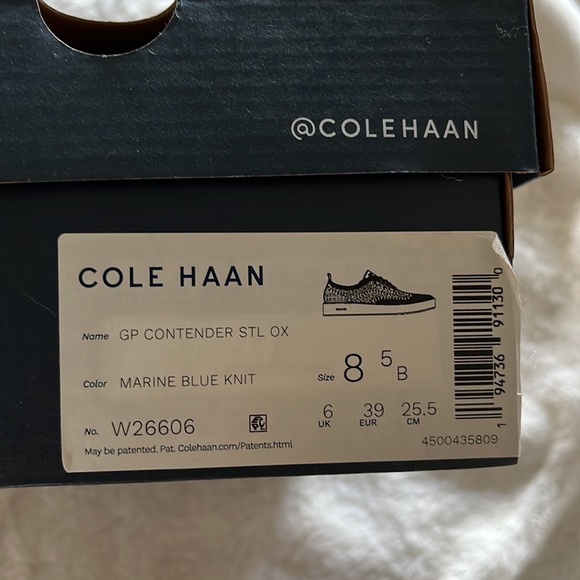 @COLEHAAN
COLE HAAN
Name GP CONTENDER STL OX
Color MARINE BLUE KNIT
Size 8 5 B
No. W26606
6 39 25.5
UK EUR CM
May be patented. Pat. Colehaan.com/Patents.html
4500435809
1 94736 91130 0